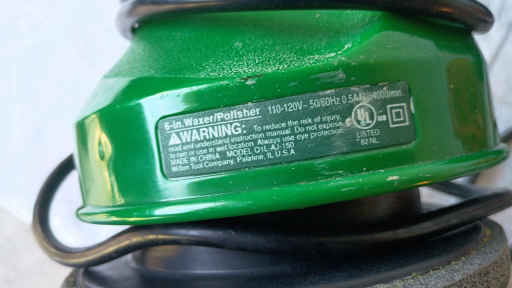 6-in. Waxer/Polisher 110-120V~ 50/60Hz 0.5A
WARNING: To reduce the risk of injury,
read and understand instruction manual. Do not expose
to rain or use in wet location. Always use eye protection.
MADE IN CHINA MODEL
Wilton Tool Company, Palatine, IL U.S.A
UL
LISTED